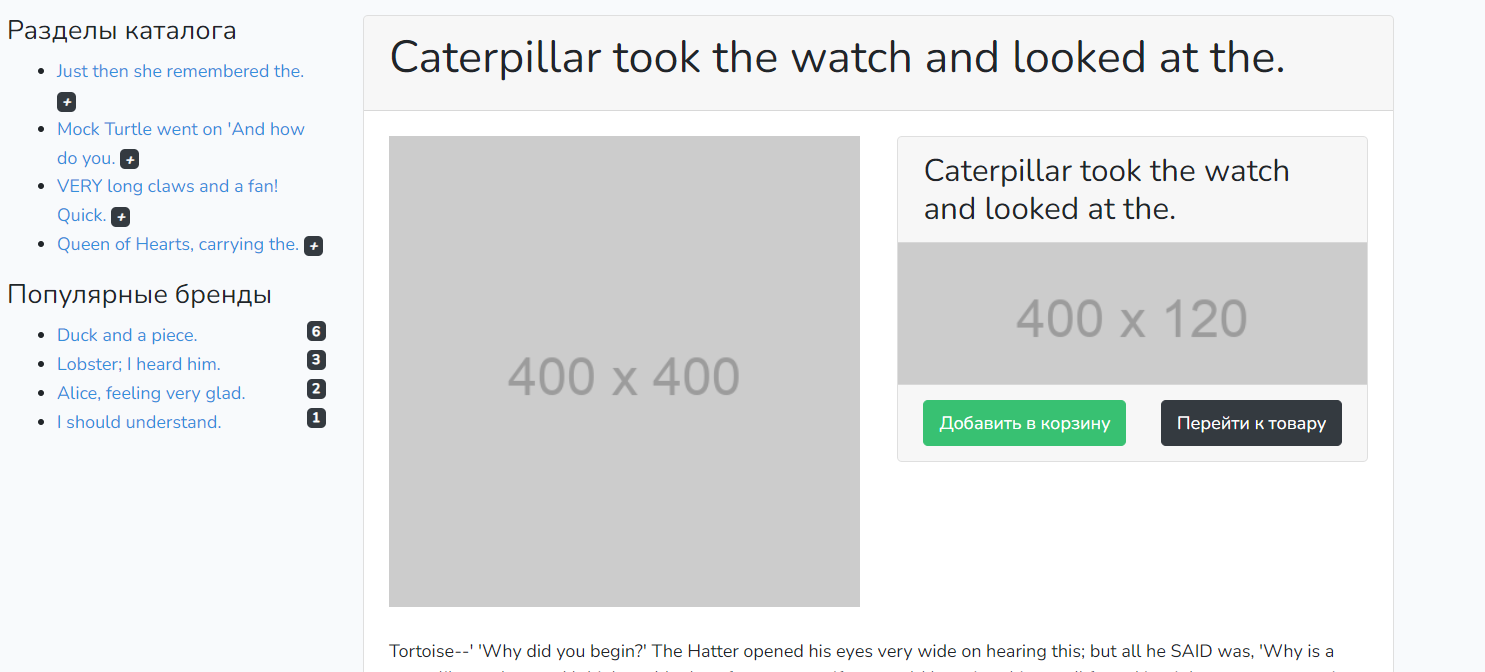 Разделы каталога
Just then she remembered the.
+
Mock Turtle went on 'And how
do you. +
VERY long claws and a fan!
Quick. +
Queen of Hearts, carrying the. +
Популярные бренды
Duck and a piece. 6
Lobster; I heard him. 3
Alice, feeling very glad. 2
I should understand. 1
Caterpillar took the watch and looked at the.
400 x 400
Caterpillar took the watch
and looked at the.
400 x 120
Добавить в корзину Перейти к товару
Tortoise--' 'Why did you begin?' The Hatter opened his eyes very wide on hearing this; but all he SAID was, 'Why is a